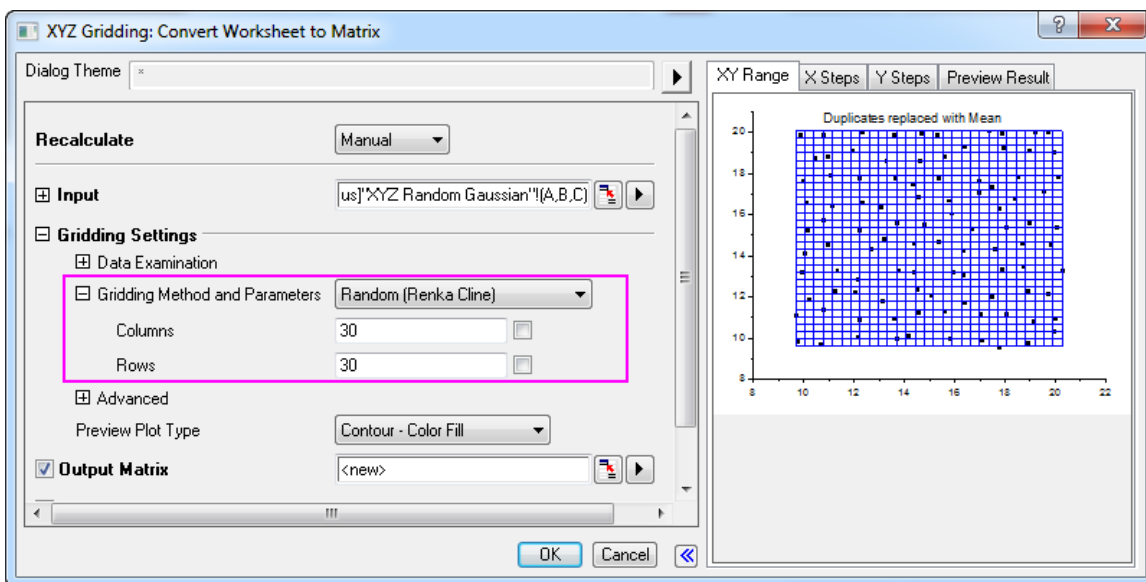 XYZ Gridding: Convert Worksheet to Matrix
Dialog Theme *
Recalculate Manual
Input us]"XYZ Random Gaussian"!(A,B,C)
Gridding Settings
Data Examination
Gridding Method and Parameters Random (Renka Cline)
Columns 30
Rows 30
Advanced
Preview Plot Type Contour - Color Fill
Output Matrix <new>
OK Cancel
XY Range X Steps Y Steps Preview Result
Duplicates replaced with Mean
20
18
16
14
12
10
8
8 10 12 14 16 18 20 22